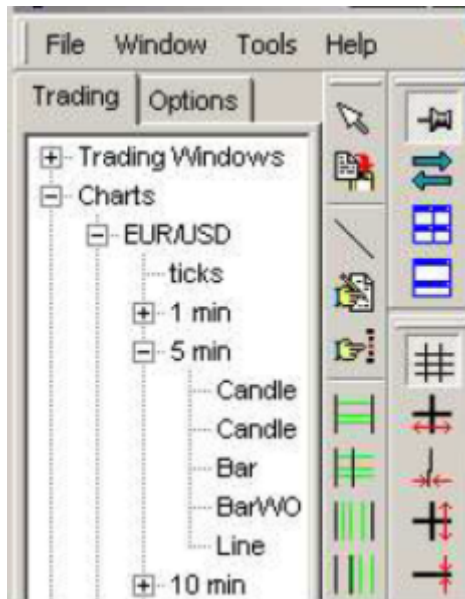 File Window Tools Help
Trading Options
Trading Windows
Charts
EUR/USD
ticks
1 min
5 min
Candle
Candle
Bar
BarWO
Line
10 min